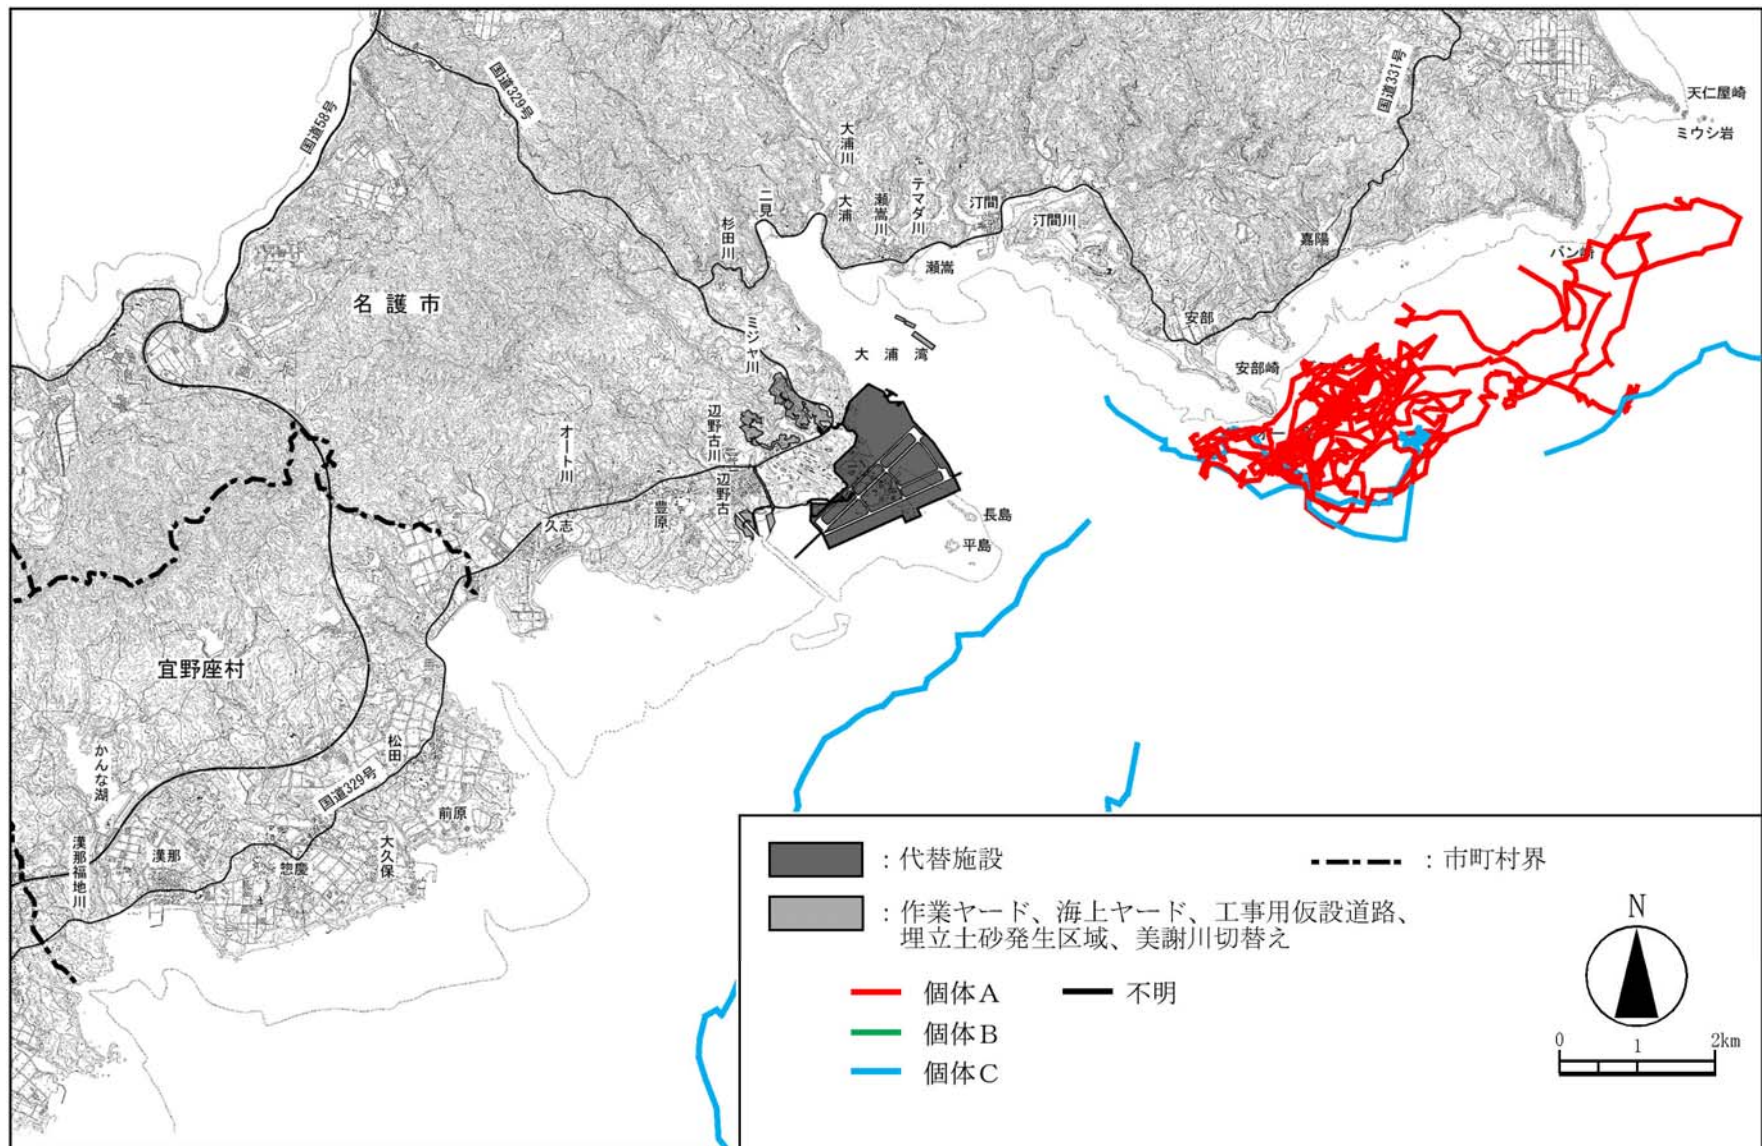 国道58号
国道329号
国道331号
天仁屋崎
ミウシ岩
大浦川
大浦
瀬嵩川
テマダ川
汀間
汀間川
二見
杉田川
瀬嵩
嘉陽
バン崎
名護市
ミジャ川
大浦湾
安部
安部崎
辺野古川
オート川
辺野古
豊原
久志
長島
平島
宜野座村
かんな湖
松田
国道329号
前原
大久保
漢那福地川
漢那
惣慶
:代替施設
:市町村界
:作業ヤード、海上ヤード、工事用仮設道路、
埋立土砂発生区域、美謝川切替え
個体A
不明
個体B
個体C
N
0 1 2km